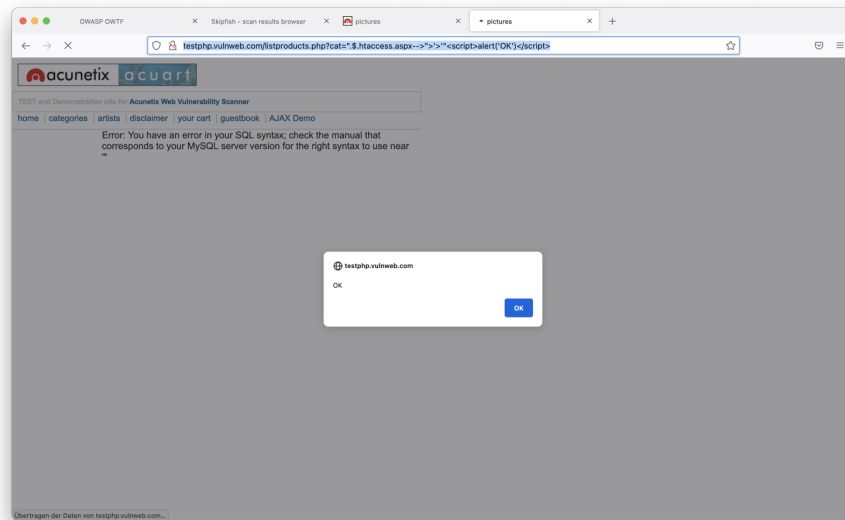 OWASP OWTF
Skipfish - scan results browser
pictures
pictures
testphp.vulnweb.com/listproducts.php?cat=".$.htaccess.aspx-->">'>'"<script>alert('OK')</script>
acunetix acuart
TEST and Demonstration site for Acunetix Web Vulnerability Scanner
home | categories | artists | disclaimer | your cart | guestbook | AJAX Demo
Error: You have an error in your SQL syntax; check the manual that
corresponds to your MySQL server version for the right syntax to use near
'"
testphp.vulnweb.com
OK
OK
Übertragen der Daten von testphp.vulnweb.com…